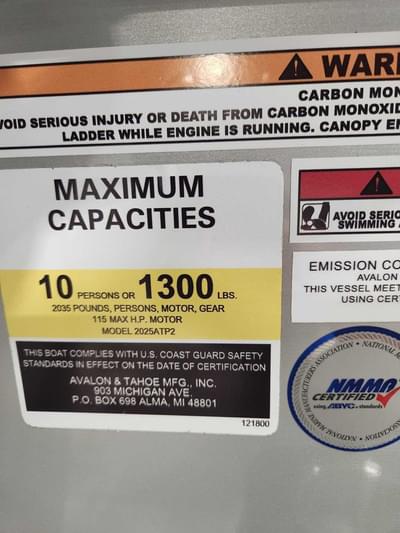 WAR
CARBON MON
VOID SERIOUS INJURY OR DEATH FROM CARBON MONOXID
LADDER WHILE ENGINE IS RUNNING. CANOPY EN
MAXIMUM
CAPACITIES
10 PERSONS OR 1300 LBS.
2035 POUNDS, PERSONS, MOTOR, GEAR
115 MAX H.P. MOTOR
MODEL 2025ATP2
THIS BOAT COMPLIES WITH U.S. COAST GUARD SAFETY
STANDARDS IN EFFECT ON THE DATE OF CERTIFICATION
AVALON & TAHOE MFG., INC.
903 MICHIGAN AVE.
P.O. BOX 698 ALMA, MI 48801
121800
AVOID SERIO
SWIMMING
EMISSION CO
AVALON
THIS VESSEL MEET
USING CER
NATIONAL MARINE MANUFACTURERS ASSOCIATION
NMMA
CERTIFIED
using ABYC standards